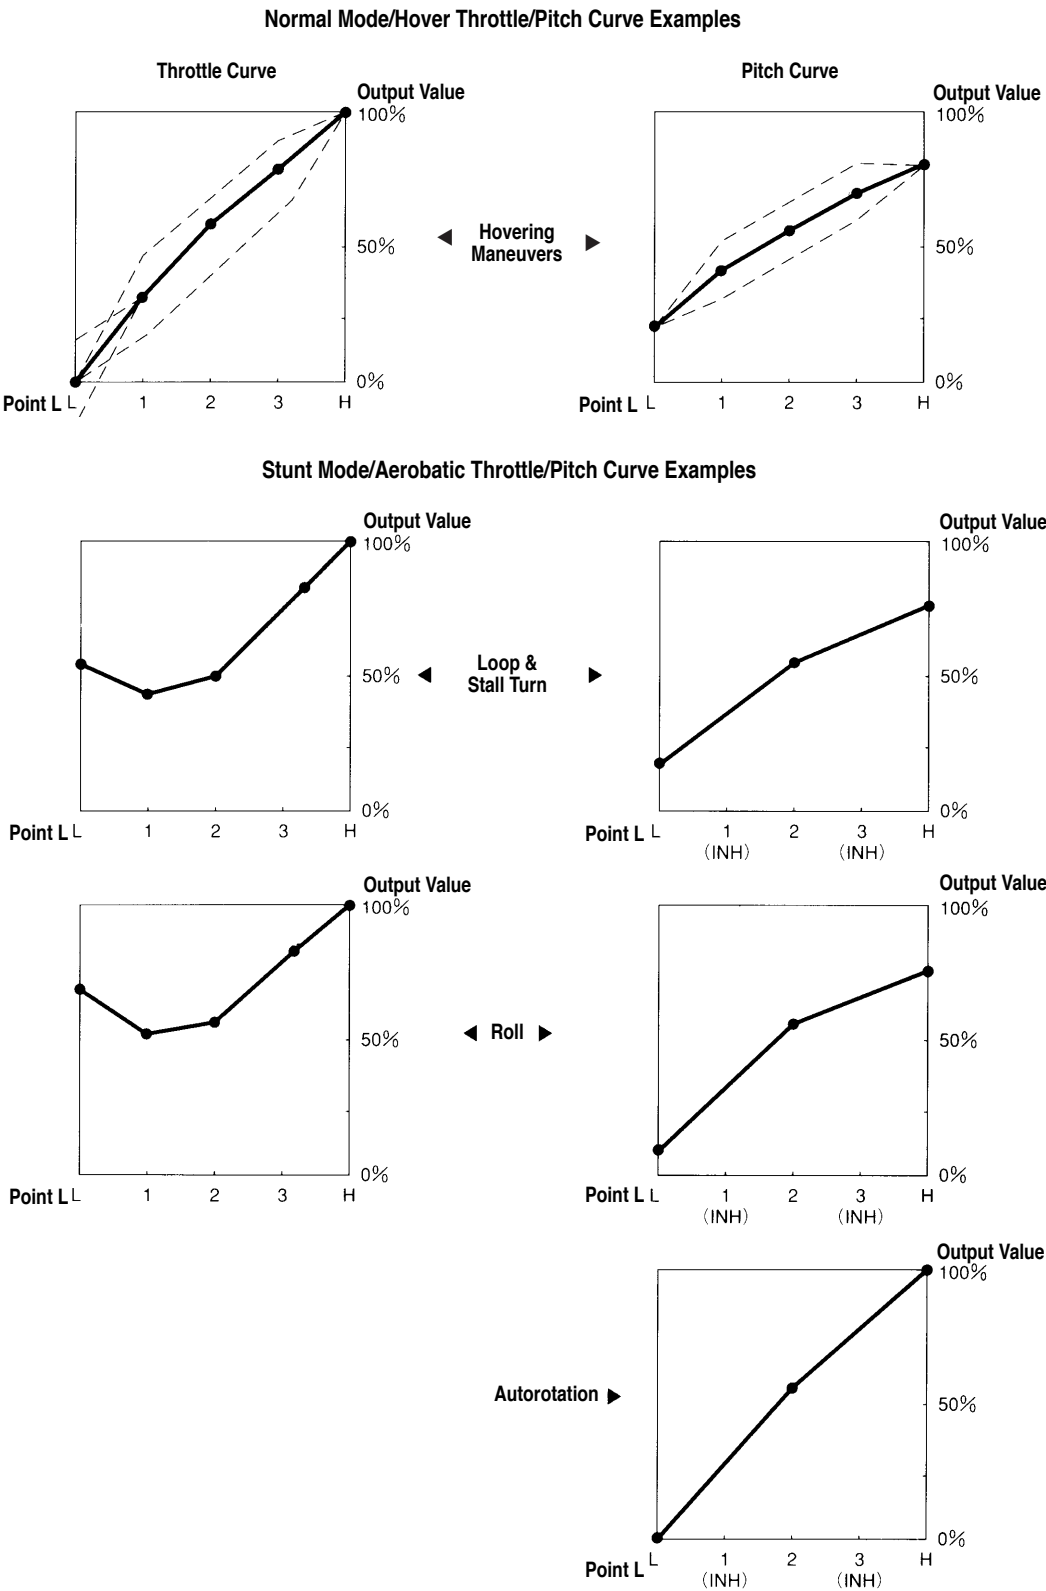 Normal Mode/Hover Throttle/Pitch Curve Examples
Throttle Curve
Output Value
100%
50%
0%
Point L L 1 2 3 H
Hovering
Maneuvers
Pitch Curve
Output Value
100%
50%
0%
Point L L 1 2 3 H
Stunt Mode/Aerobatic Throttle/Pitch Curve Examples
Output Value
100%
50%
0%
Point L L 1 2 3 H
Loop &
Stall Turn
Output Value
100%
50%
0%
Point L L 1 2 3 H
(INH) (INH)
Output Value
100%
50%
0%
Point L L 1 2 3 H
Roll
Output Value
100%
50%
0%
Point L L 1 2 3 H
(INH) (INH)
Autorotation
Output Value
100%
50%
0%
Point L L 1 2 3 H
(INH) (INH)